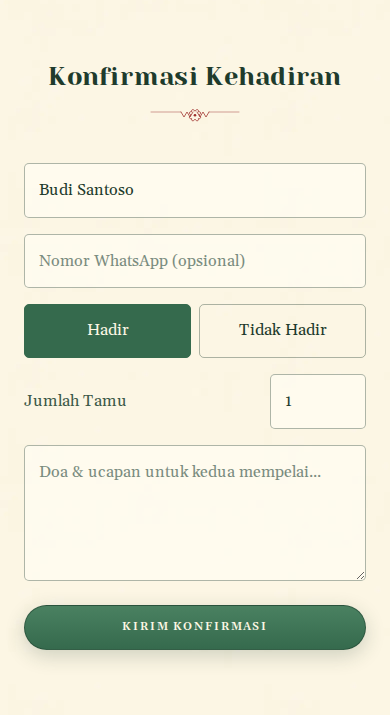 Konfirmasi Kehadiran
Budi Santoso
Nomor WhatsApp (opsional)
Hadir
Tidak Hadir
Jumlah Tamu
1
Doa & ucapan untuk kedua mempelai...
KIRIM KONFIRMASI